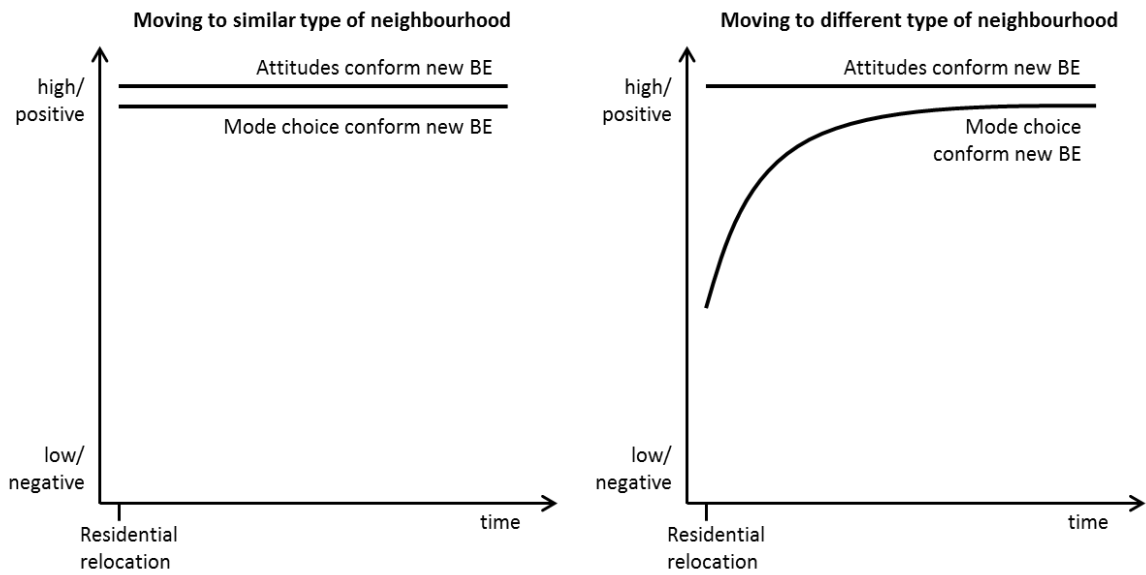 Moving to similar type of neighbourhood
high/
positive
Attitudes conform new BE
Mode choice conform new BE
low/
negative
time
Residential
relocation
Moving to different type of neighbourhood
high/
positive
Attitudes conform new BE
Mode choice
conform new BE
low/
negative
time
Residential
relocation